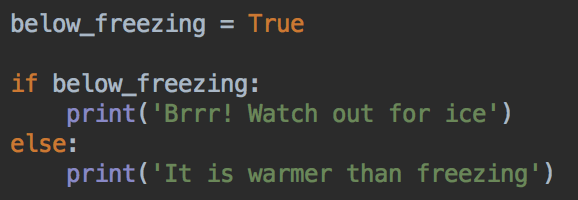 below_freezing = True
if below_freezing:
    print('Brrr! Watch out for ice')
else:
    print('It is warmer than freezing')